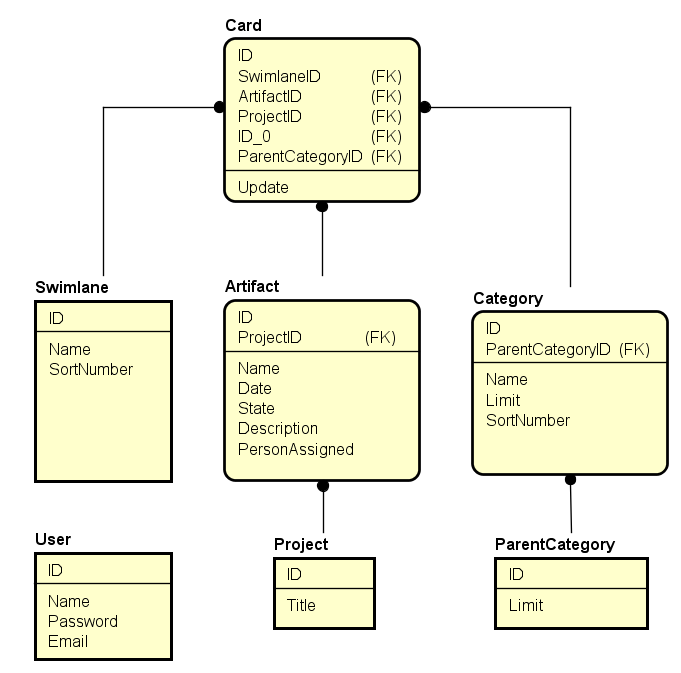 Card
ID
SwimlaneID (FK)
ArtifactID (FK)
ProjectID (FK)
ID_0 (FK)
ParentCategoryID (FK)
Update
Swimlane
ID
Name
SortNumber
Artifact
ID
ProjectID (FK)
Name
Date
State
Description
PersonAssigned
Category
ID
ParentCategoryID (FK)
Name
Limit
SortNumber
User
ID
Name
Password
Email
Project
ID
Title
ParentCategory
ID
Limit